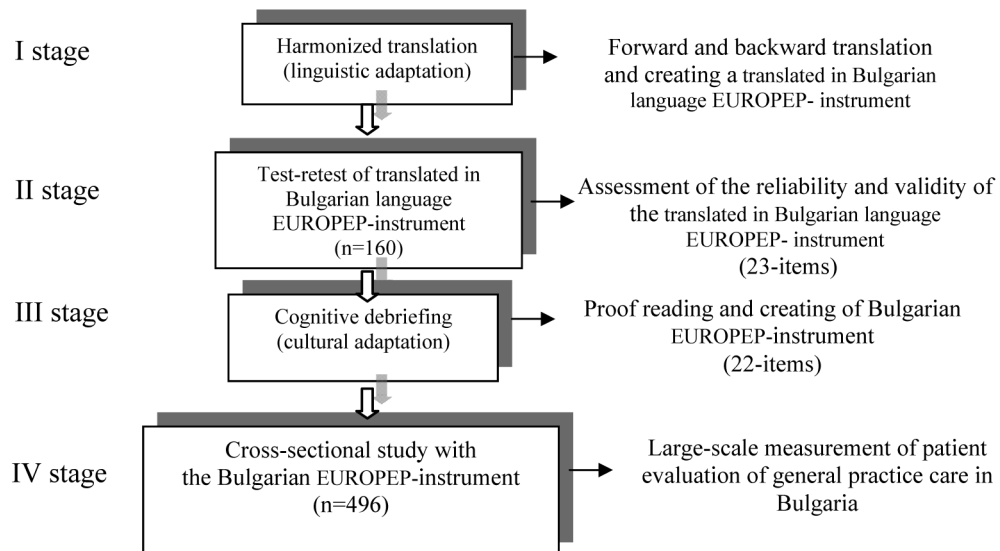 I stage
Harmonized translation
(linguistic adaptation)
Forward and backward translation
and creating a translated in Bulgarian
language EUROPEP- instrument
II stage
Test-retest of translated in
Bulgarian language
EUROPEP-instrument
(n=160)
Assessment of the reliability and validity of
the translated in Bulgarian language
EUROPEP- instrument
(23-items)
III stage
Cognitive debriefing
(cultural adaptation)
Proof reading and creating of Bulgarian
EUROPEP-instrument
(22-items)
IV stage
Cross-sectional study with
the Bulgarian EUROPEP-instrument
(n=496)
Large-scale measurement of patient
evaluation of general practice care in
Bulgaria